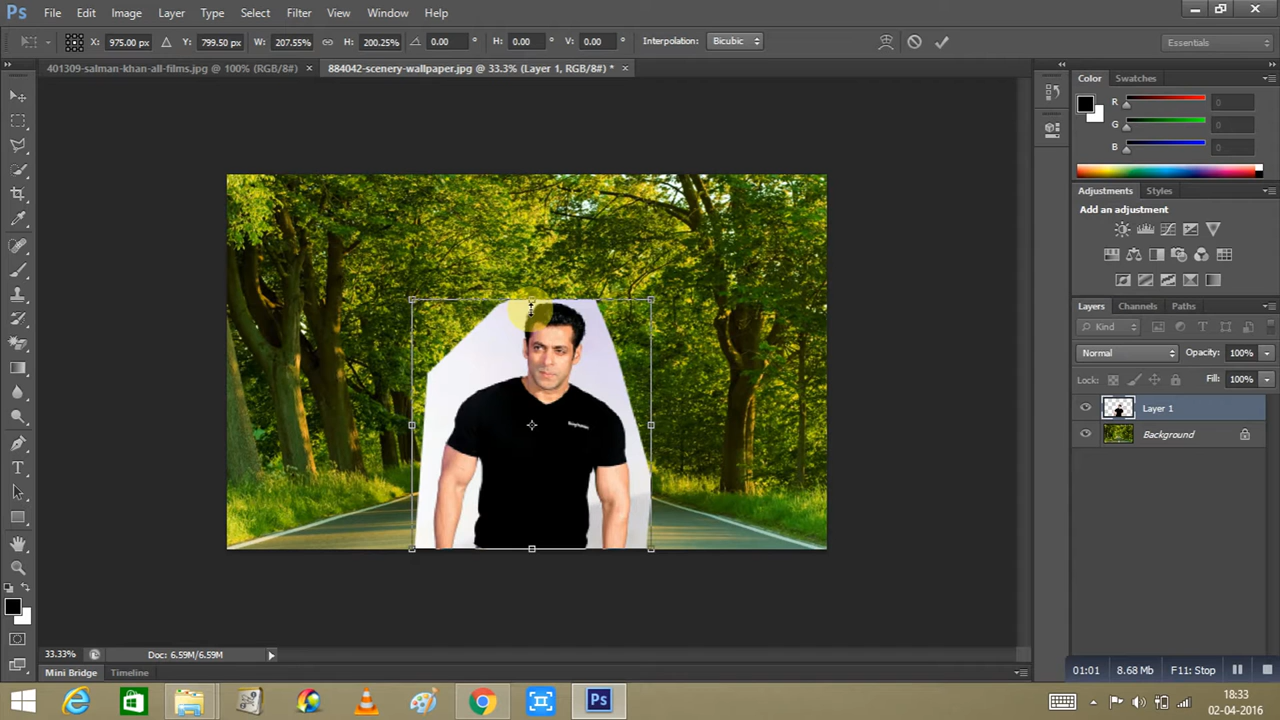 Ps File Edit Image Layer Type Select Filter View Window Help
X: 975.00 px Y: 799.50 px W: 207.55% H: 200.25% 0.00 ° H: 0.00 ° V: 0.00 ° Interpolation: Bicubic Essentials
401309-salman-khan-all-films.jpg @ 100% (RGB/8#) × 884042-scenery-wallpaper.jpg @ 33.3% (Layer 1, RGB/8#) * ×
Color Swatches
R 0
G 0
B 0
Adjustments Styles
Add an adjustment
Layers Channels Paths
Kind
Normal Opacity: 100%
Lock: Fill: 100%
Layer 1
Background
T
33.33% Doc: 6.59M/6.59M
Mini Bridge Timeline
01:01 8.68 Mb F11: Stop
Ps
18:33
02-04-2016